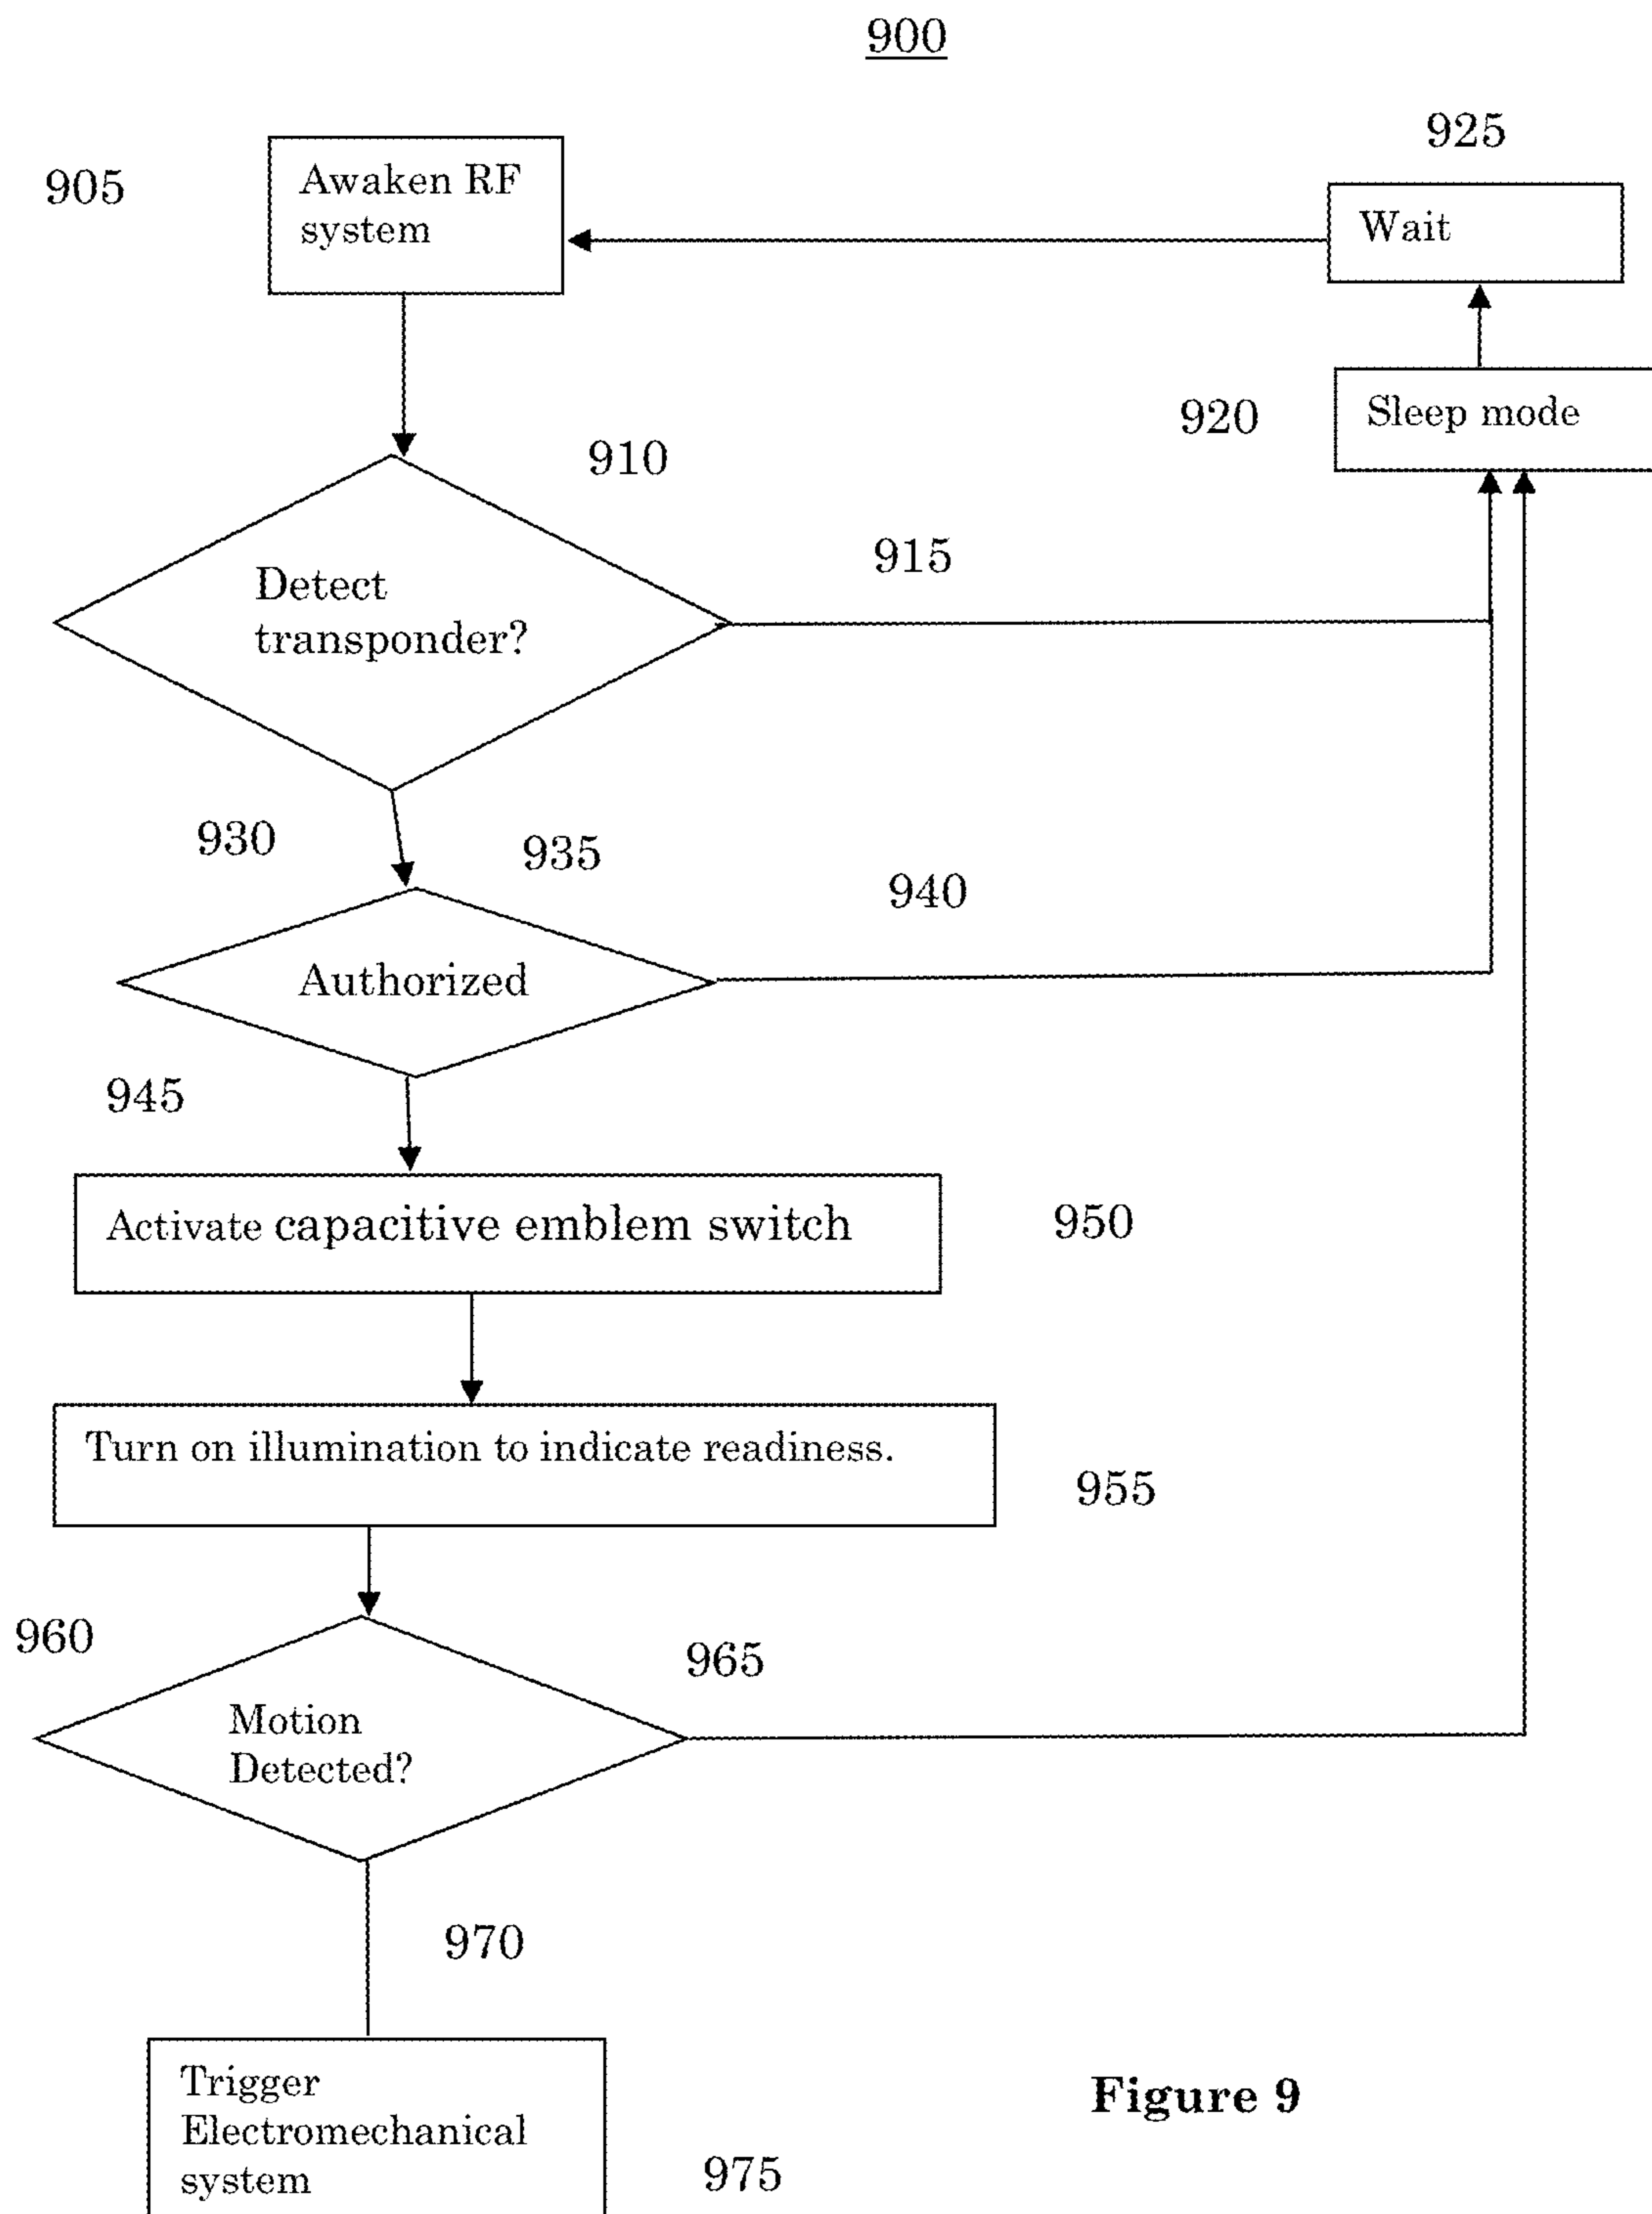 900
925
905
Awaken RF
system
Wait
920
Sleep mode
910
915
Detect
transponder?
930
935
940
Authorized
945
Activate capacitive emblem switch
950
Turn on illumination to indicate readiness.
955
960
965
Motion
Detected?
970
Trigger
Electromechanical
system
Figure 9
975